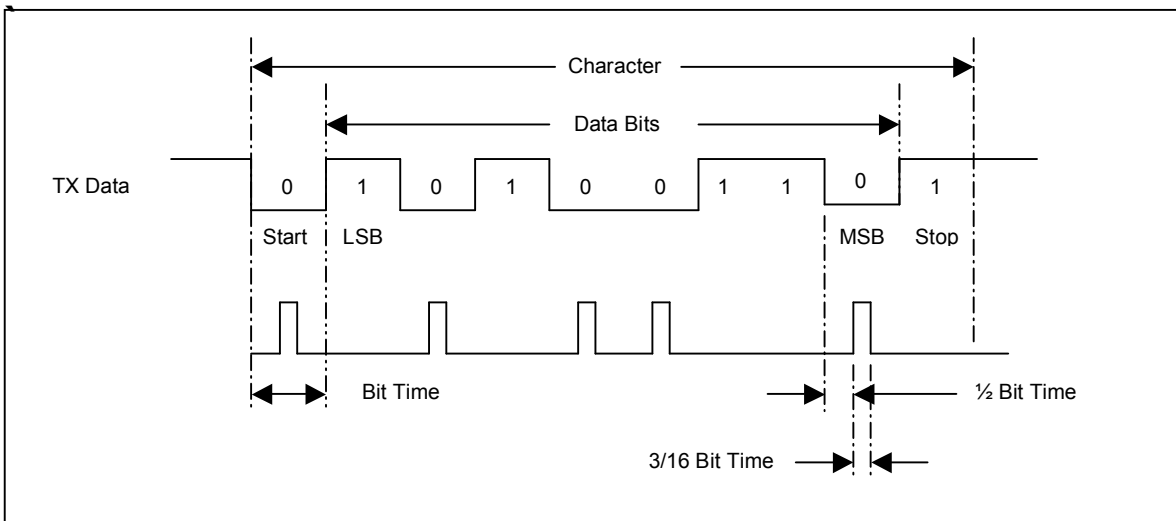 Character
Data Bits
TX Data
0 1 0 1 0 0 1 1 0 1
Start LSB MSB Stop
Bit Time ½ Bit Time
3/16 Bit Time